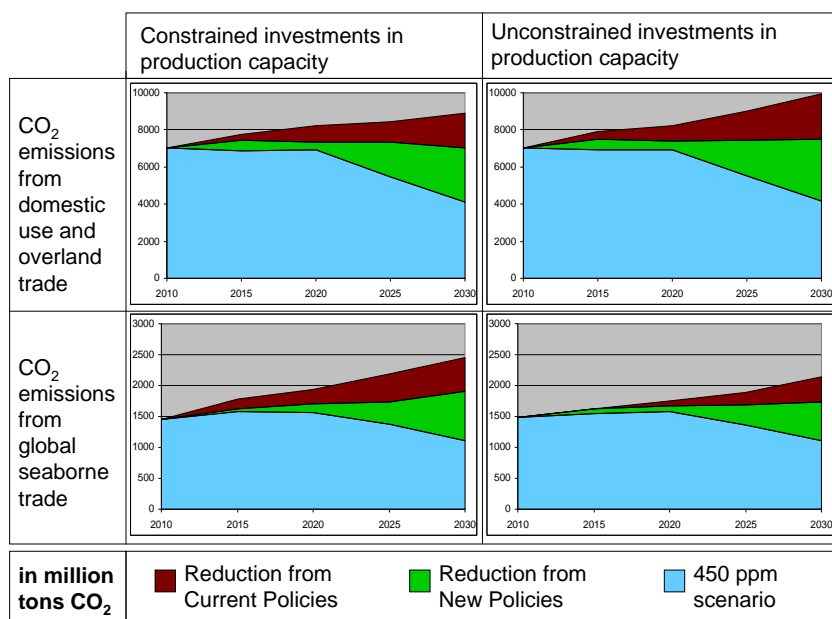 Constrained investments in
production capacity
Unconstrained investments in
production capacity
CO₂
emissions
from
domestic
use and
overland
trade
10000
8000
6000
4000
2000
0
2010 2015 2020 2025 2030
10000
8000
6000
4000
2000
0
2010 2015 2020 2025 2030
CO₂
emissions
from
global
seaborne
trade
3000
2500
2000
1500
1000
500
0
2010 2015 2020 2025 2030
3000
2500
2000
1500
1000
500
0
2010 2015 2020 2025 2030
in million
tons CO₂
Reduction from
Current Policies
Reduction from
New Policies
450 ppm
scenario